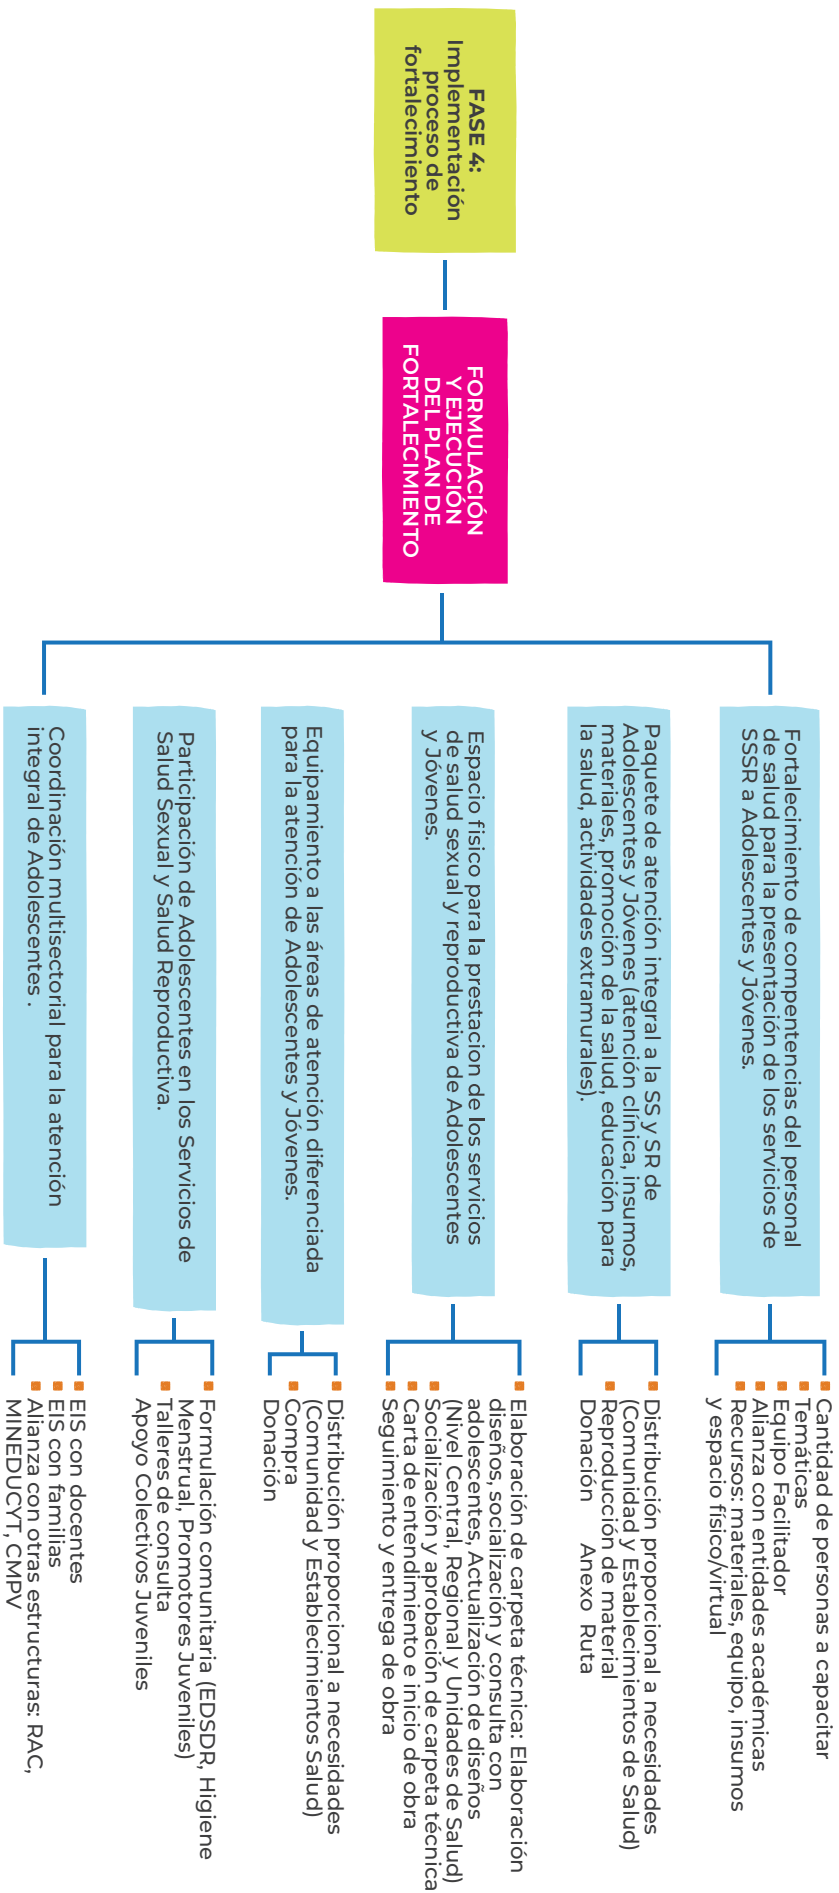 FASE 4:
Implementación
proceso de
fortalecimiento
FORMULACIÓN
Y EJECUCIÓN
DEL PLAN DE
FORTALECIMIENTO
Fortalecimiento de compentencias del personal
de salud para la presentación de los servicios de
SSSR a Adolescentes y Jóvenes.
Cantidad de personas a capacitar
Temáticas
Equipo Facilitador
Alianza con entidades académicas
Recursos: materiales, equipo, insumos
y espacio físico/virtual
Paquete de atención integral a la SS y SR de
Adolescentes y Jóvenes (atención clínica, insumos,
materiales, promoción de la salud, educación para
la salud, actividades extramurales).
Distribución proporcional a necesidades
(Comunidad y Establecimientos de Salud)
Reproducción de material
Donación Anexo Ruta
Espacio fisico para la prestacion de los servicios
de salud sexual y reproductiva de Adolescentes
y Jóvenes.
Elaboración de carpeta técnica: Elaboración
diseños, socialización y consulta con
adolescentes, Actualización de diseños
(Nivel Central, Regional y Unidades de Salud)
Socialización y aprobación de carpeta técnica
Carta de entendimiento e inicio de obra
Seguimiento y entrega de obra
Equipamiento a las áreas de atención diferenciada
para la atención de Adolescentes y Jóvenes.
Distribución proporcional a necesidades
(Comunidad y Establecimientos Salud)
Compra
Donación
Participación de Adolescentes en los Servicios de
Salud Sexual y Salud Reproductiva.
Formulación comunitaria (EDSDR, Higiene
Menstrual, Promotores Juveniles)
Talleres de consulta
Apoyo Colectivos Juveniles
Coordinación multisectorial para la atención
integral de Adolescentes .
EIS con docentes
EIS con familias
Alianza con otras estructuras: RAC,
MINEDUCYT, CMPV